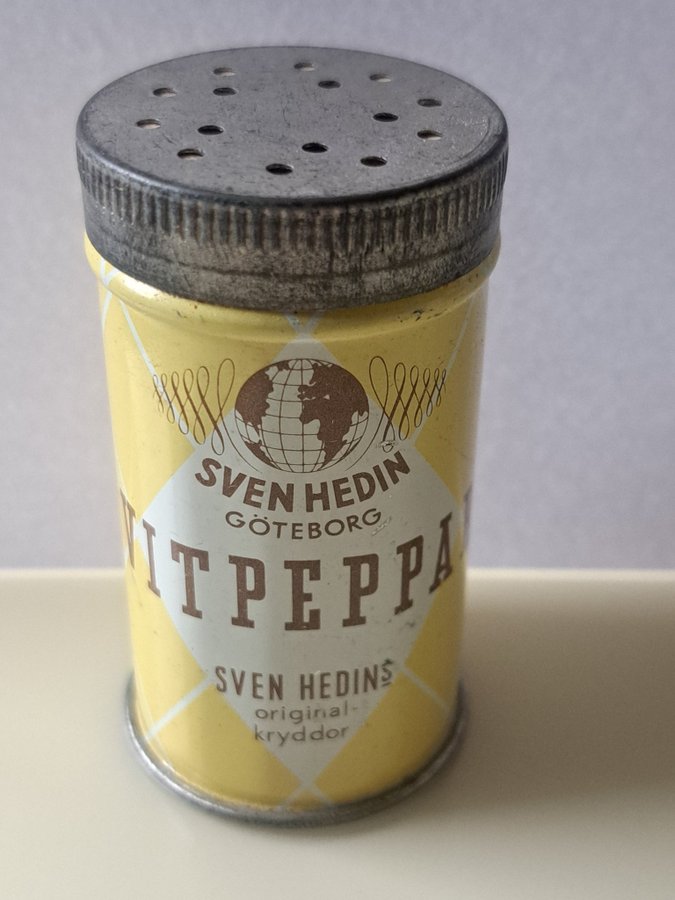 SVEN HEDIN
GÖTEBORG
VITPEPPAR
SVEN HEDINS
original-
kryddor